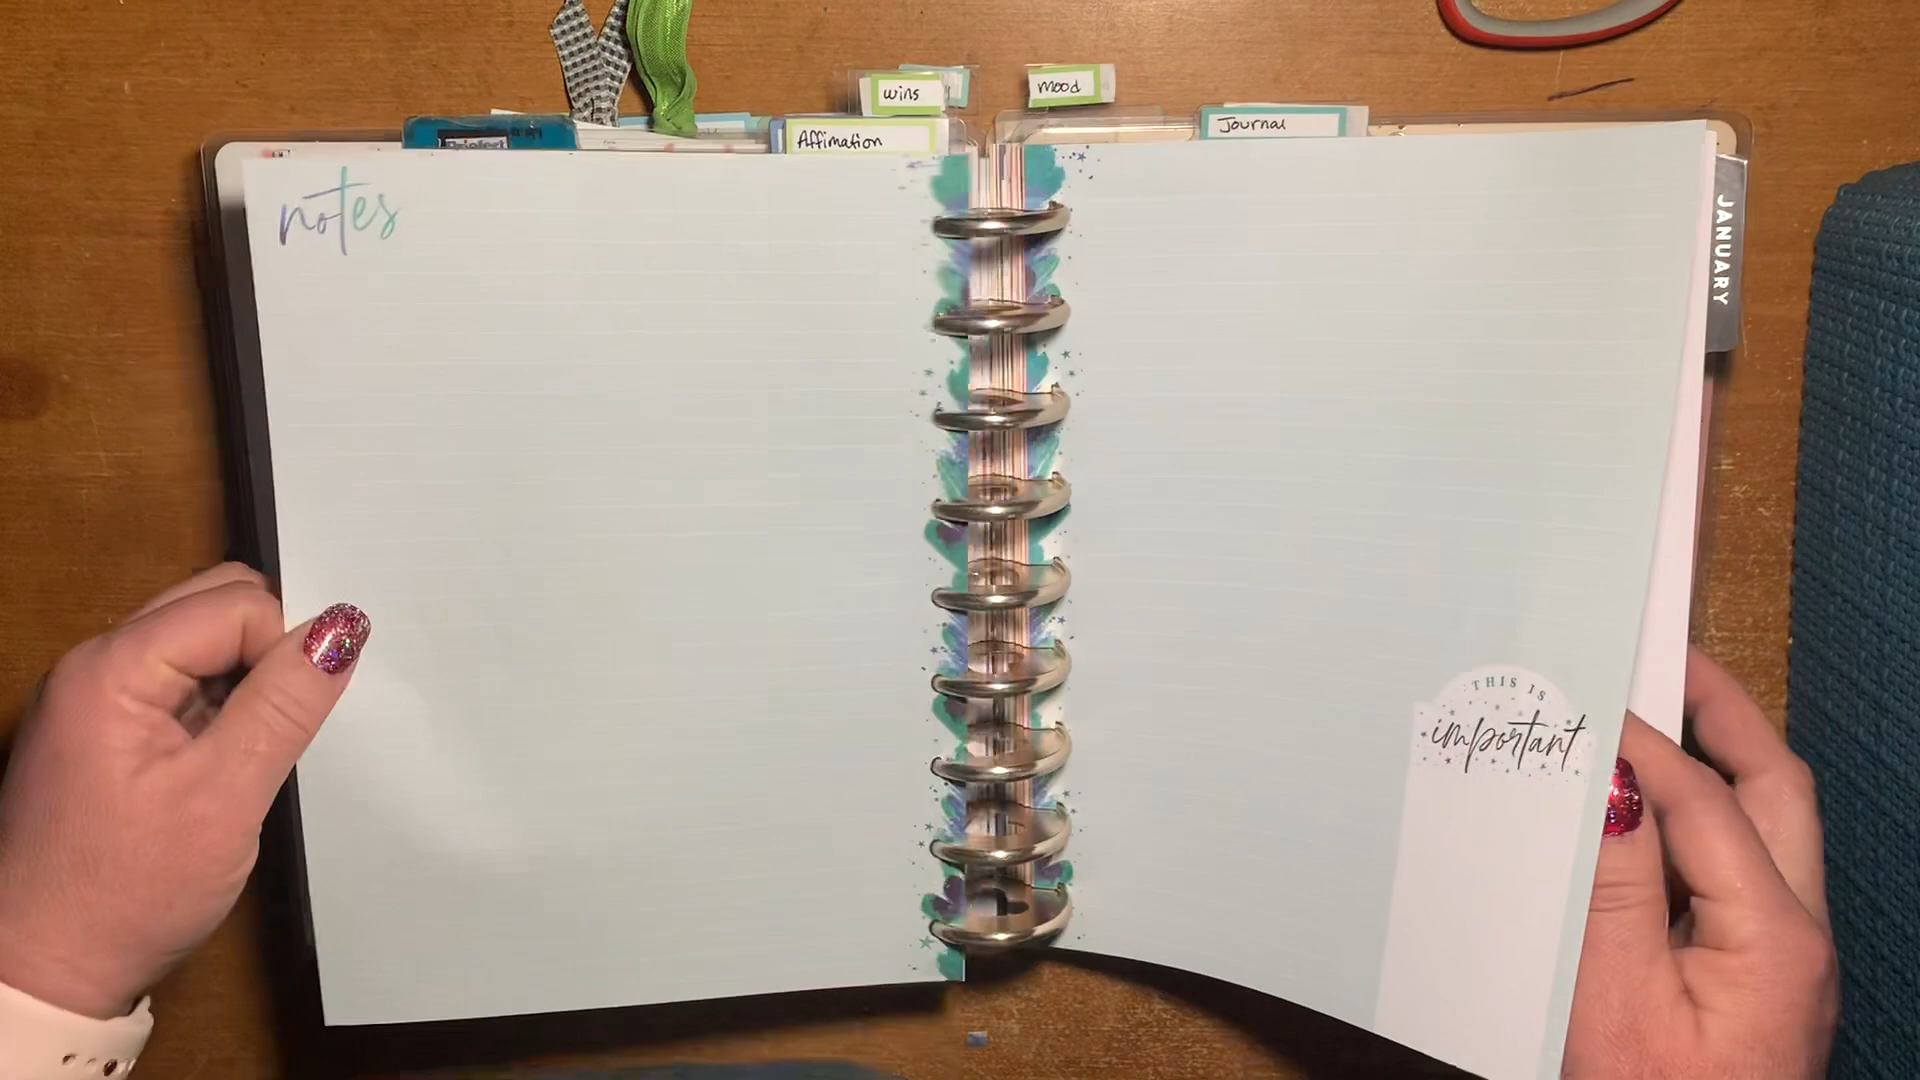 wins
mood
Journal
Affimation
notes
JANUARY
THIS IS
important